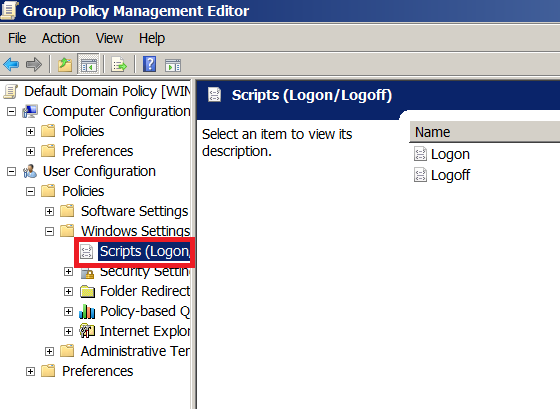 Group Policy Management Editor
File Action View Help
Default Domain Policy [WIN
Computer Configuration
Policies
Preferences
User Configuration
Policies
Software Settings
Windows Settings
Scripts (Logon/
Security Settin
Folder Redirect
Policy-based Q
Internet Explor
Administrative Ter
Preferences
Scripts (Logon/Logoff)
Select an item to view its
description.
Name
Logon
Logoff